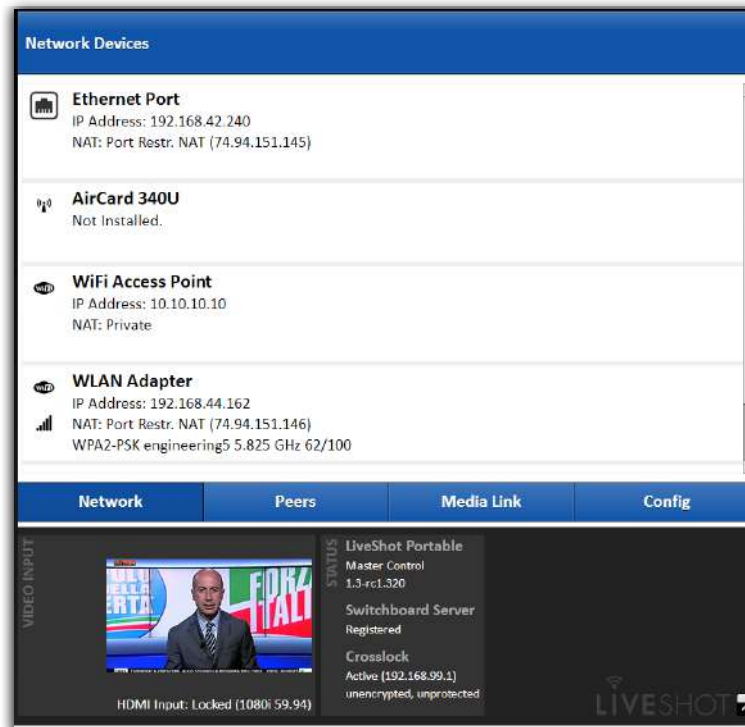 Network Devices
Ethernet Port
IP Address: 192.168.42.240
NAT: Port Restr. NAT (74.94.151.145)
AirCard 340U
Not Installed.
WiFi Access Point
IP Address: 10.10.10.10
NAT: Private
WLAN Adapter
IP Address: 192.168.44.162
NAT: Port Restr. NAT (74.94.151.146)
WPA2-PSK engineering5 5.825 GHz 62/100
Network
Peers
Media Link
Config
VIDEO INPUT
FORZA
ITALI
HDMI Input: Locked (1080i 59.94)
STATUS
LiveShot Portable
Master Control
1.3-rc1.320
Switchboard Server
Registered
Crosslock
Active (192.168.99.1)
unencrypted, unprotected
LIVESHOT